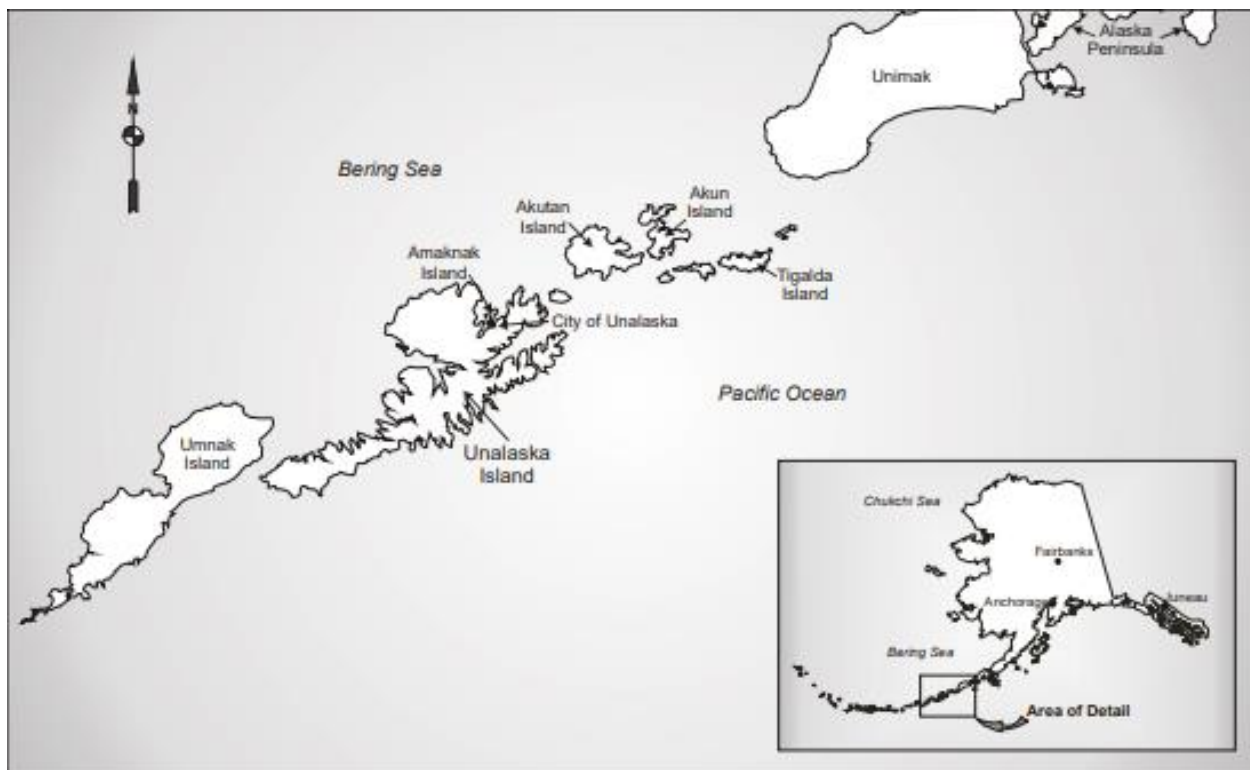 Alaska
Peninsula
Unimak
N
Bering Sea
Akun
Island
Akutan
Island
Amaknak
Island
Tigalda
Island
City of Unalaska
Pacific Ocean
Umnak
Island
Unalaska
Island
Chukchi Sea
Fairbanks
Anchorage
Juneau
Bering Sea
Area of Detail